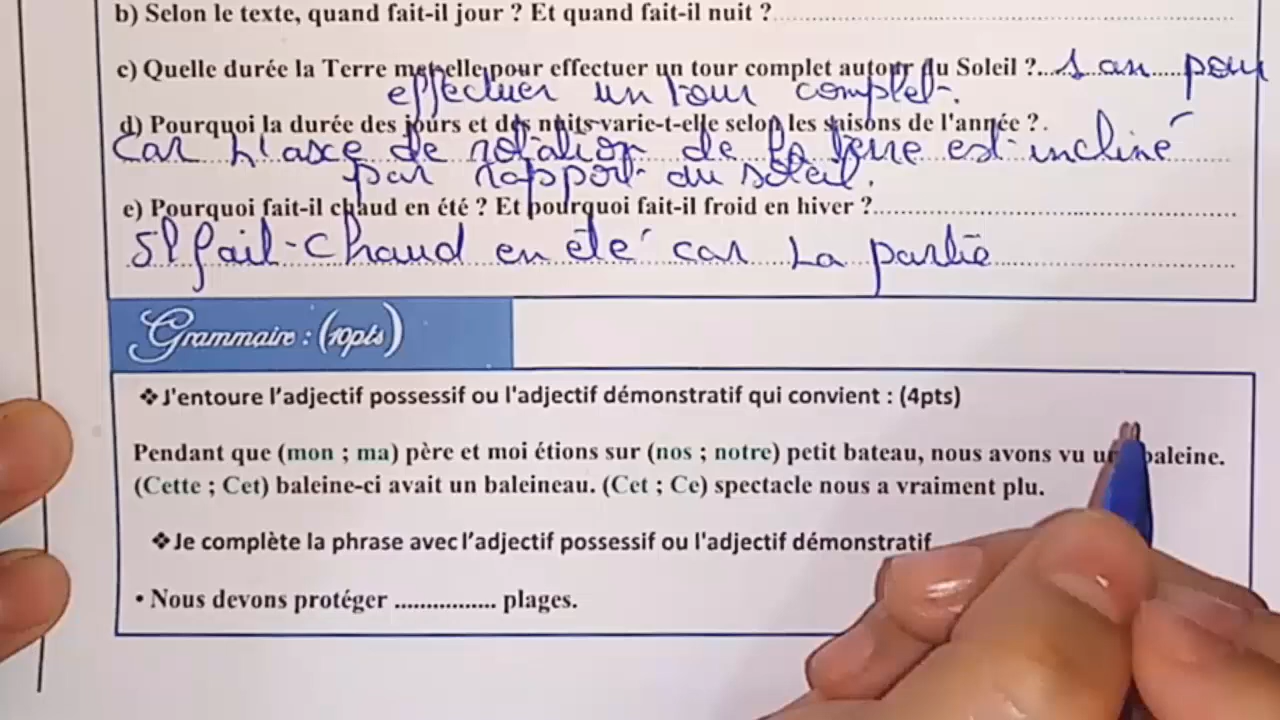 b) Selon le texte, quand fait-il jour ? Et quand fait-il nuit ?
c) Quelle durée la Terre met-elle pour effectuer un tour complet autour du Soleil ? 1 an pour
effectuer un tour complet.
d) Pourquoi la durée des jours et des nuits varie-t-elle selon les saisons de l'année ?
Car l'axe de rotation de la terre est incliné
par rapport du soleil.
e) Pourquoi fait-il chaud en été ? Et pourquoi fait-il froid en hiver ?
Il fait chaud en été car la partie
Grammaire : (10pts)
❖J'entoure l'adjectif possessif ou l'adjectif démonstratif qui convient : (4pts)
Pendant que (mon ; ma) père et moi étions sur (nos ; notre) petit bateau, nous avons vu baleine.
(Cette ; Cet) baleine-ci avait un baleineau. (Cet ; Ce) spectacle nous a vraiment plu.
❖Je complète la phrase avec l'adjectif possessif ou l'adjectif démonstratif
• Nous devons protéger ................ plages.